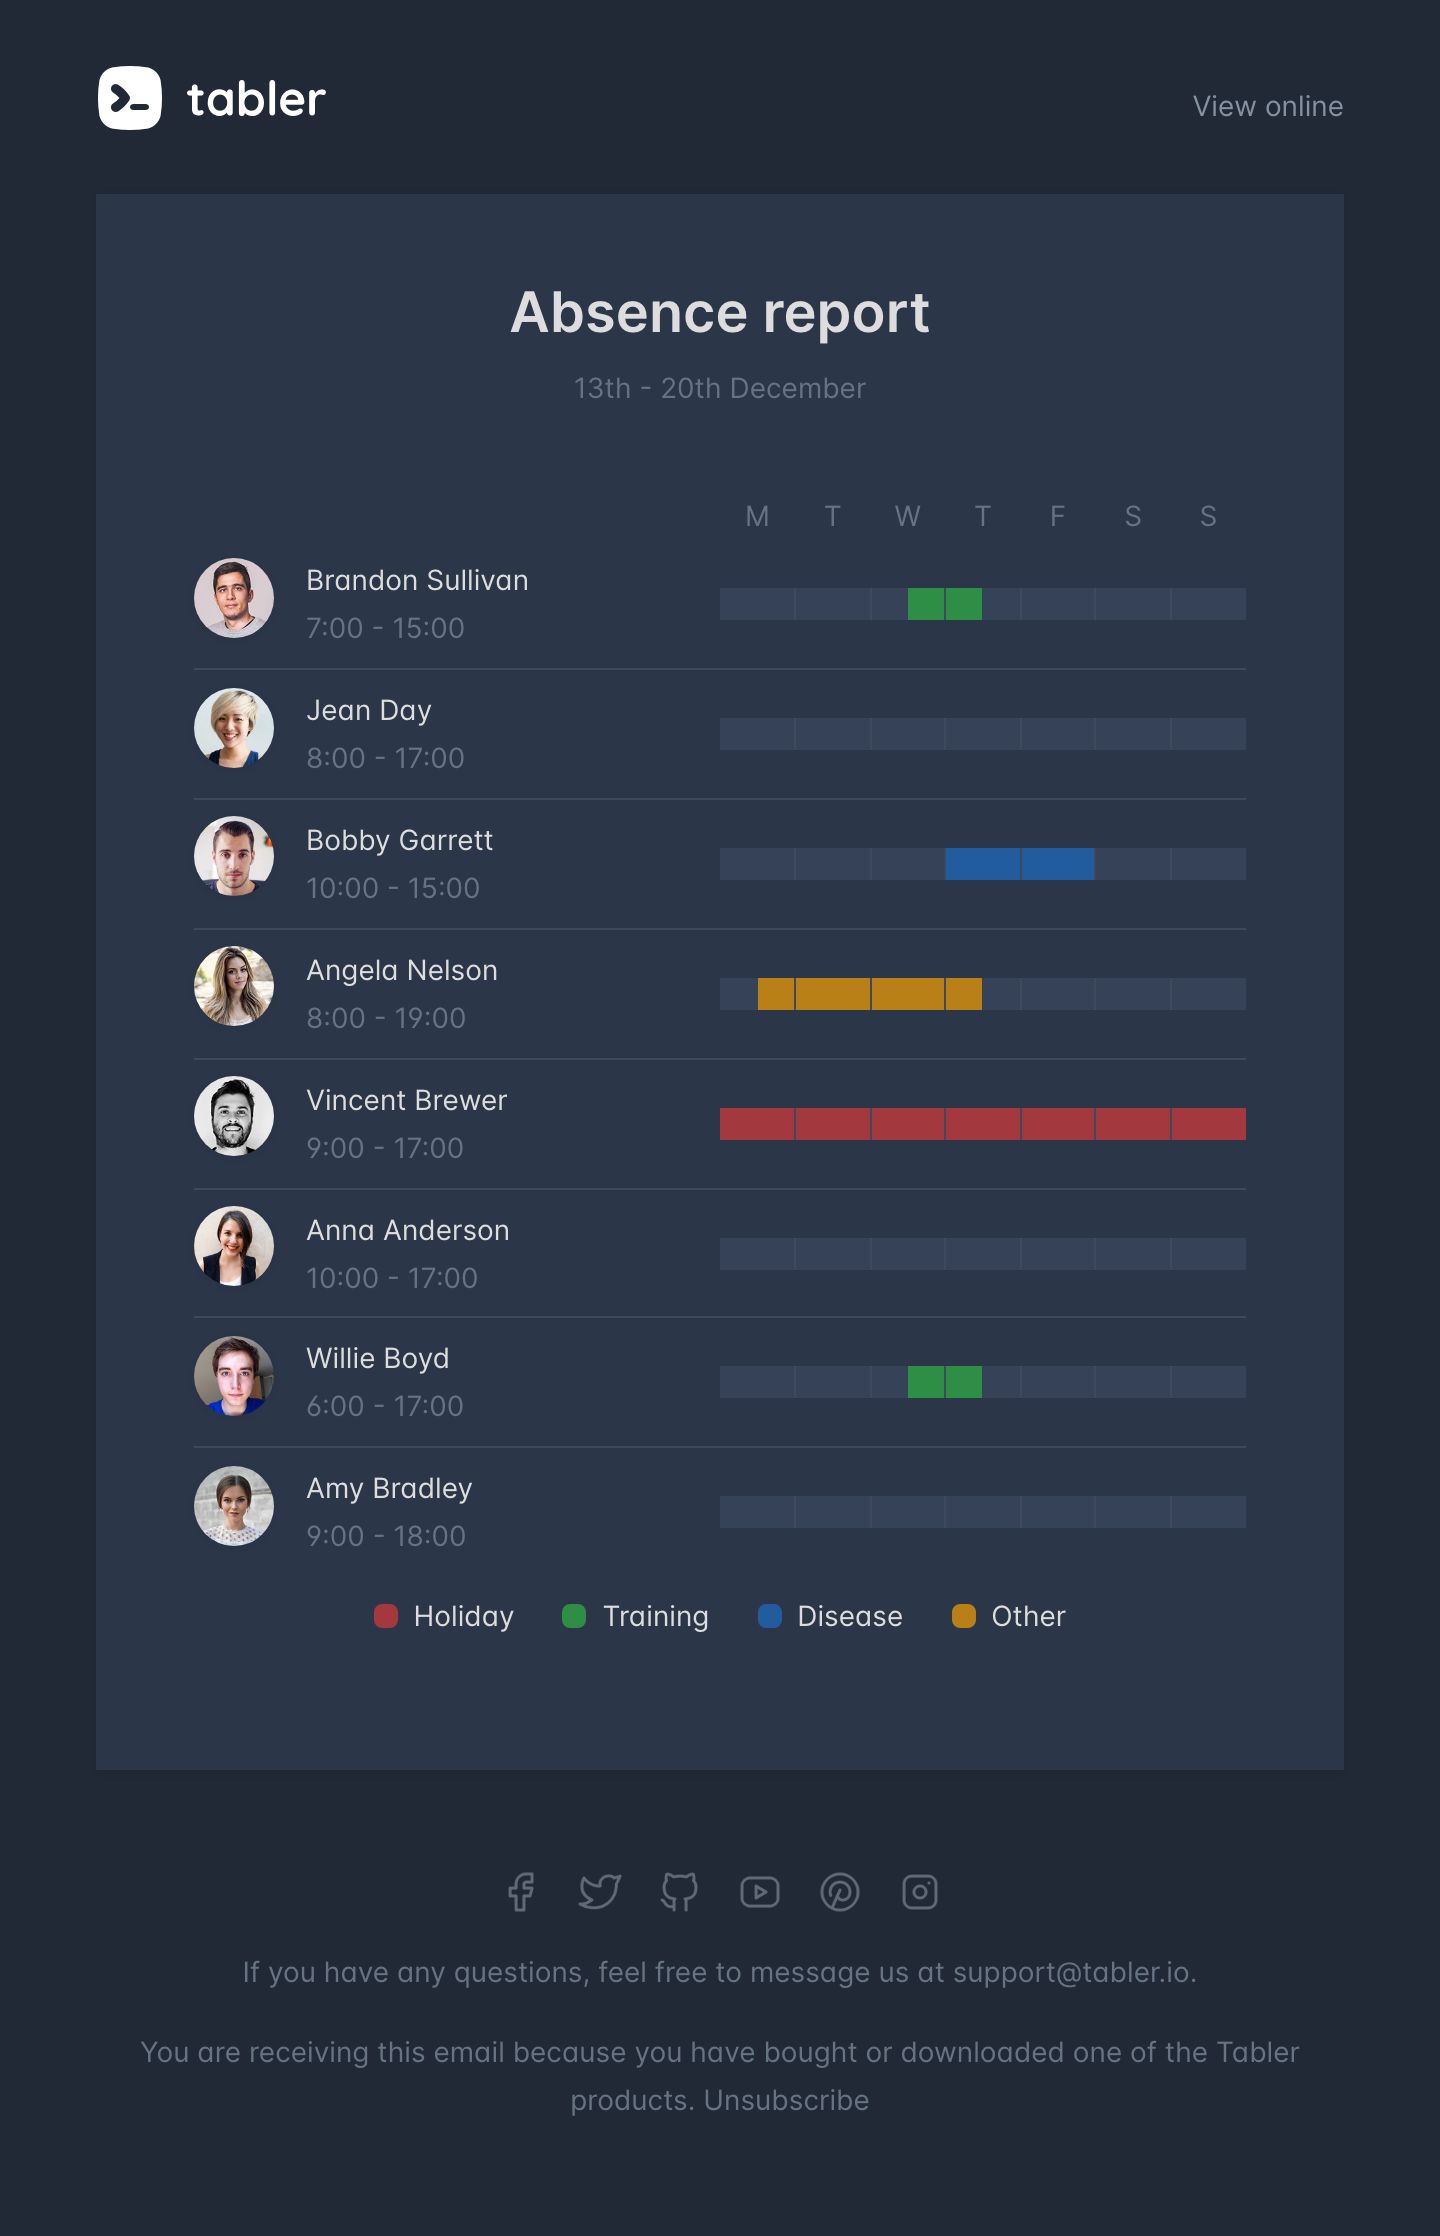 tabler
View online
Absence report
13th - 20th December
M T W T F S S
Brandon Sullivan
7:00 - 15:00
Jean Day
8:00 - 17:00
Bobby Garrett
10:00 - 15:00
Angela Nelson
8:00 - 19:00
Vincent Brewer
9:00 - 17:00
Anna Anderson
10:00 - 17:00
Willie Boyd
6:00 - 17:00
Amy Bradley
9:00 - 18:00
Holiday Training Disease Other
If you have any questions, feel free to message us at support@tabler.io.
You are receiving this email because you have bought or downloaded one of the Tabler
products. Unsubscribe